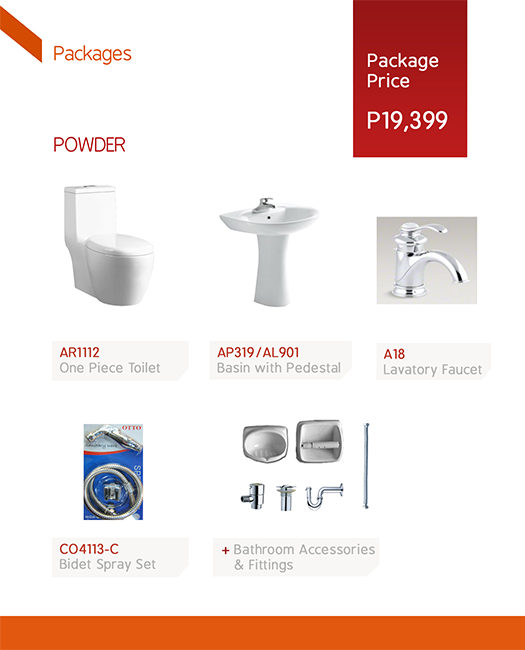 Packages
Package
Price
P19,399
POWDER
AR1112
One Piece Toilet
AP319/AL901
Basin with Pedestal
A18
Lavatory Faucet
OTTO
CO4113-C
Bidet Spray Set
+ Bathroom Accessories
& Fittings